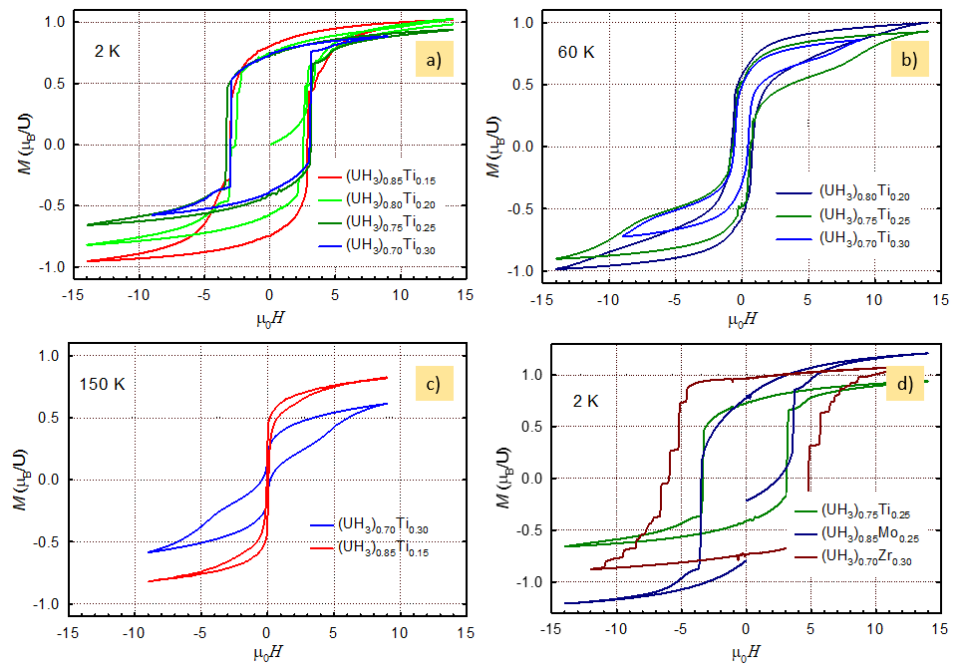 1.0
0.5
0.0
-0.5
-1.0
M (μB/U)
2 K
a)
(UH3)0.85Ti0.15
(UH3)0.80Ti0.20
(UH3)0.75Ti0.25
(UH3)0.70Ti0.30
-15 -10 -5 0 5 10 15
μ0H
1.0
0.5
0.0
-0.5
-1.0
M (μB/U)
60 K
b)
(UH3)0.80Ti0.20
(UH3)0.75Ti0.25
(UH3)0.70Ti0.30
-15 -10 -5 0 5 10 15
μ0H
1.0
0.5
0.0
-0.5
-1.0
M (μB/U)
150 K
c)
(UH3)0.70Ti0.30
(UH3)0.85Ti0.15
-15 -10 -5 0 5 10 15
μ0H
1.0
0.5
0.0
-0.5
-1.0
M (μB/U)
2 K
d)
(UH3)0.75Ti0.25
(UH3)0.85Mo0.25
(UH3)0.70Zr0.30
-15 -10 -5 0 5 10 15
μ0H